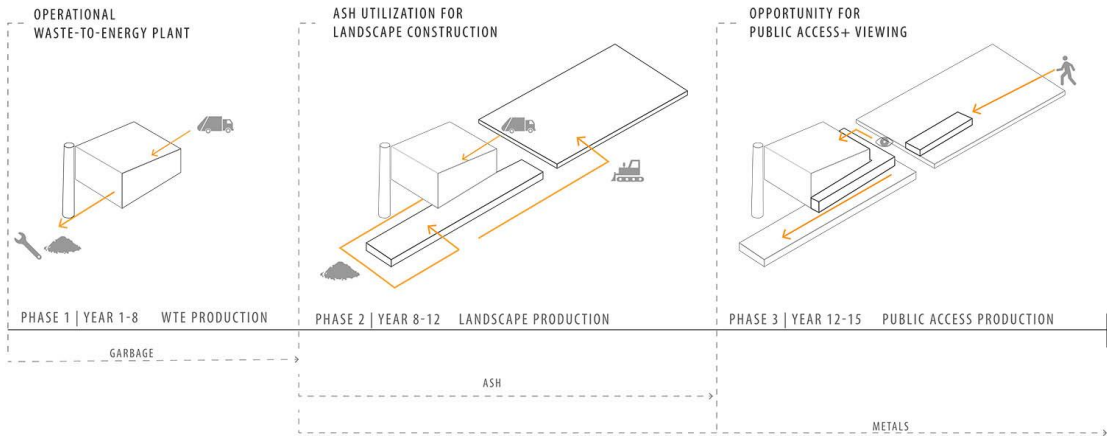 OPERATIONAL
WASTE-TO-ENERGY PLANT
ASH UTILIZATION FOR
LANDSCAPE CONSTRUCTION
OPPORTUNITY FOR
PUBLIC ACCESS+ VIEWING
PHASE 1 | YEAR 1-8 WTE PRODUCTION
PHASE 2 | YEAR 8-12 LANDSCAPE PRODUCTION
PHASE 3 | YEAR 12-15 PUBLIC ACCESS PRODUCTION
GARBAGE
ASH
METALS